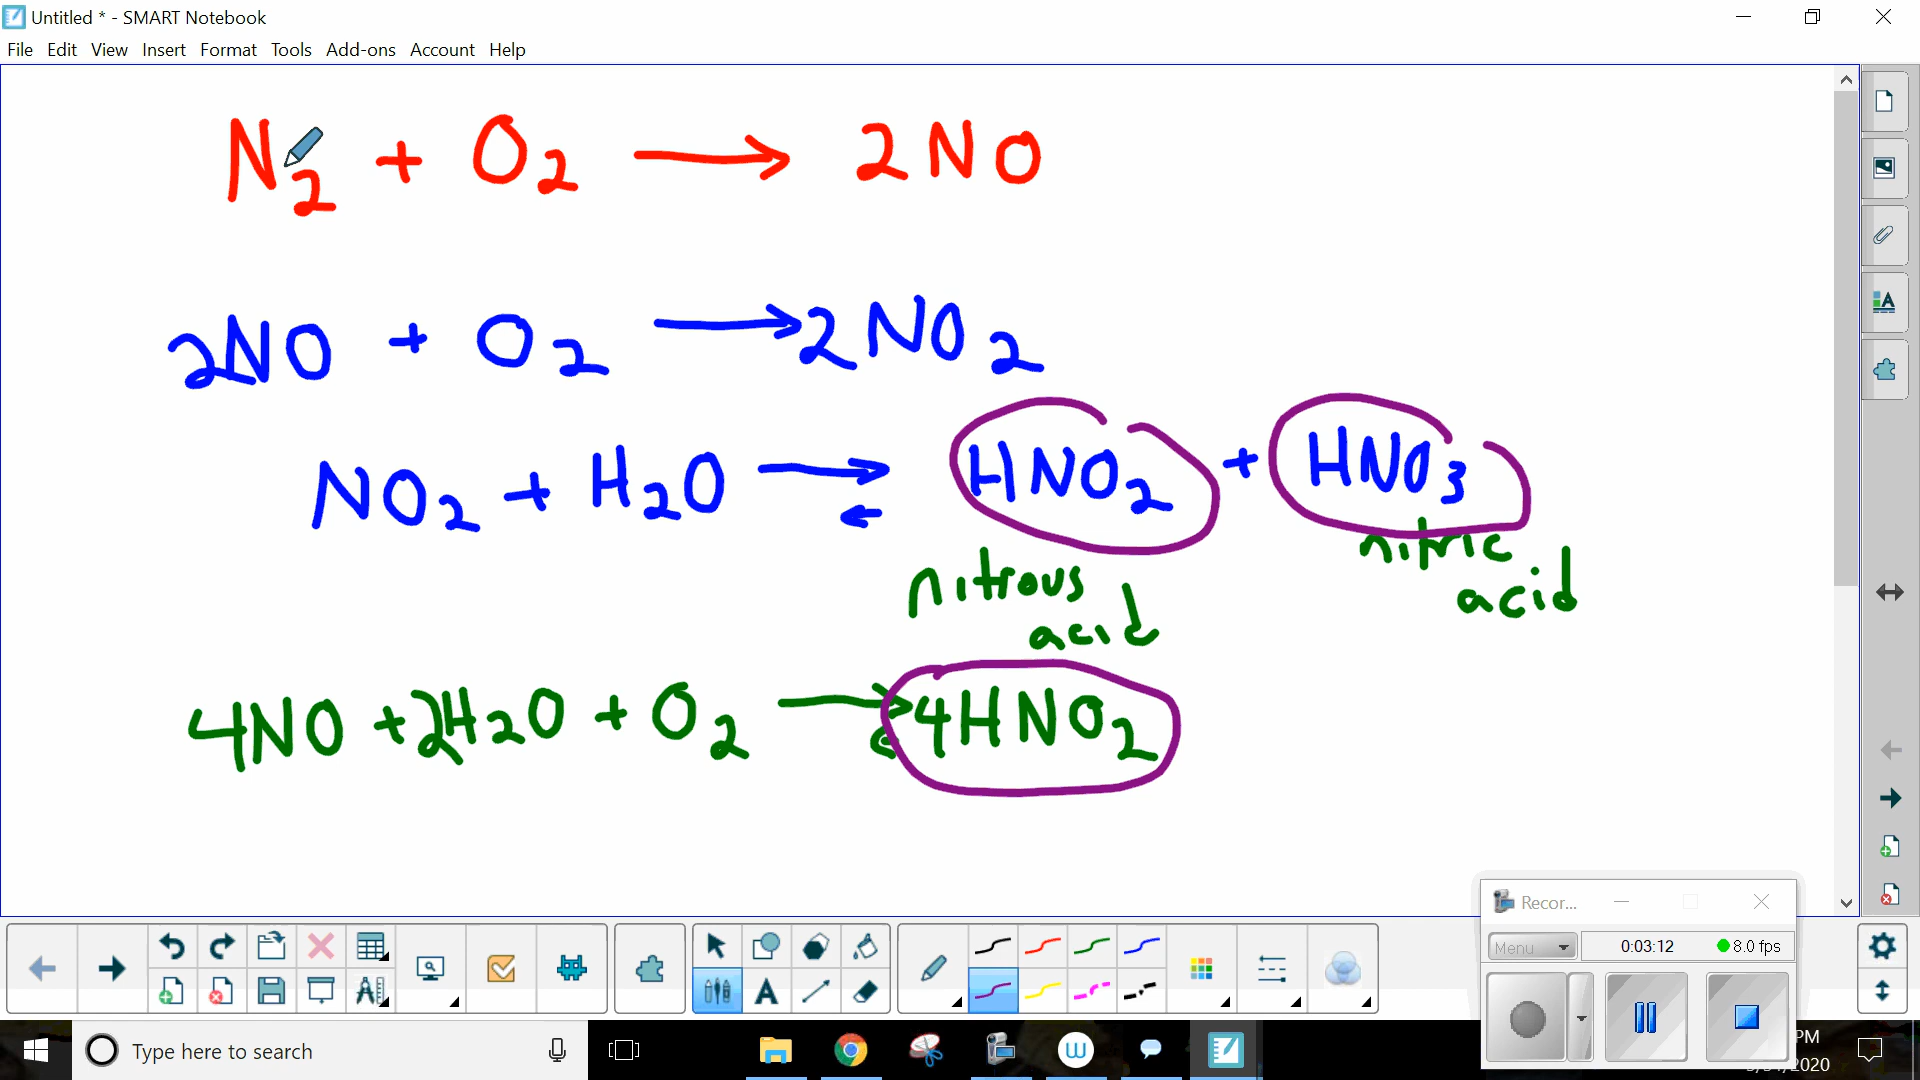 Untitled * - SMART Notebook
File Edit View Insert Format Tools Add-ons Account Help
N2 + O2 → 2NO
2NO + O2 → 2NO2
NO2 + H2O ⇄ HNO2 + HNO3
nitric
acid
nitrous
acid
4NO + 2H2O + O2 ⇄ 4HNO2
Recor...
Menu 0:03:12 8.0 fps
Type here to search
PM
2020